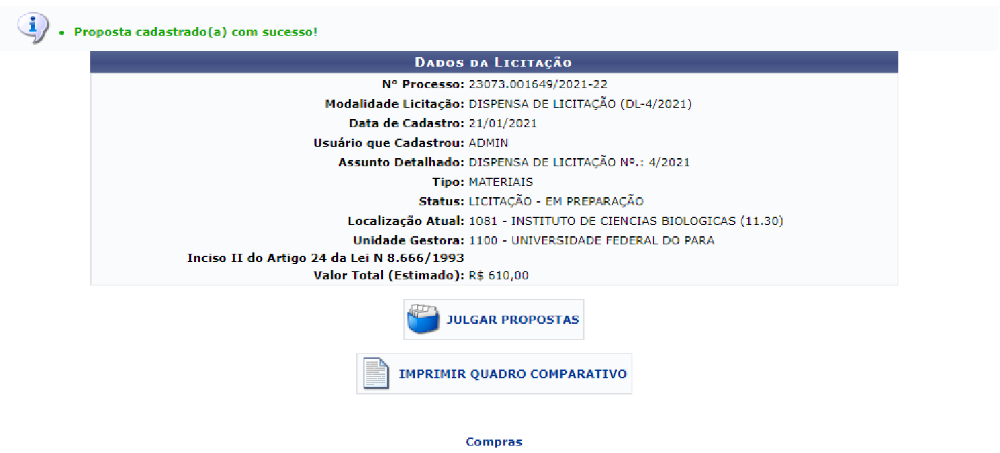 • Proposta cadastrado(a) com sucesso!
DADOS DA LICITAÇÃO
Nº Processo: 23073.001649/2021-22
Modalidade Licitação: DISPENSA DE LICITAÇÃO (DL-4/2021)
Data de Cadastro: 21/01/2021
Usuário que Cadastrou: ADMIN
Assunto Detalhado: DISPENSA DE LICITAÇÃO Nº.: 4/2021
Tipo: MATERIAIS
Status: LICITAÇÃO - EM PREPARAÇÃO
Localização Atual: 1081 - INSTITUTO DE CIENCIAS BIOLOGICAS (11.30)
Unidade Gestora: 1100 - UNIVERSIDADE FEDERAL DO PARA
Inciso II do Artigo 24 da Lei N 8.666/1993
Valor Total (Estimado): R$ 610,00
JULGAR PROPOSTAS
IMPRIMIR QUADRO COMPARATIVO
Compras